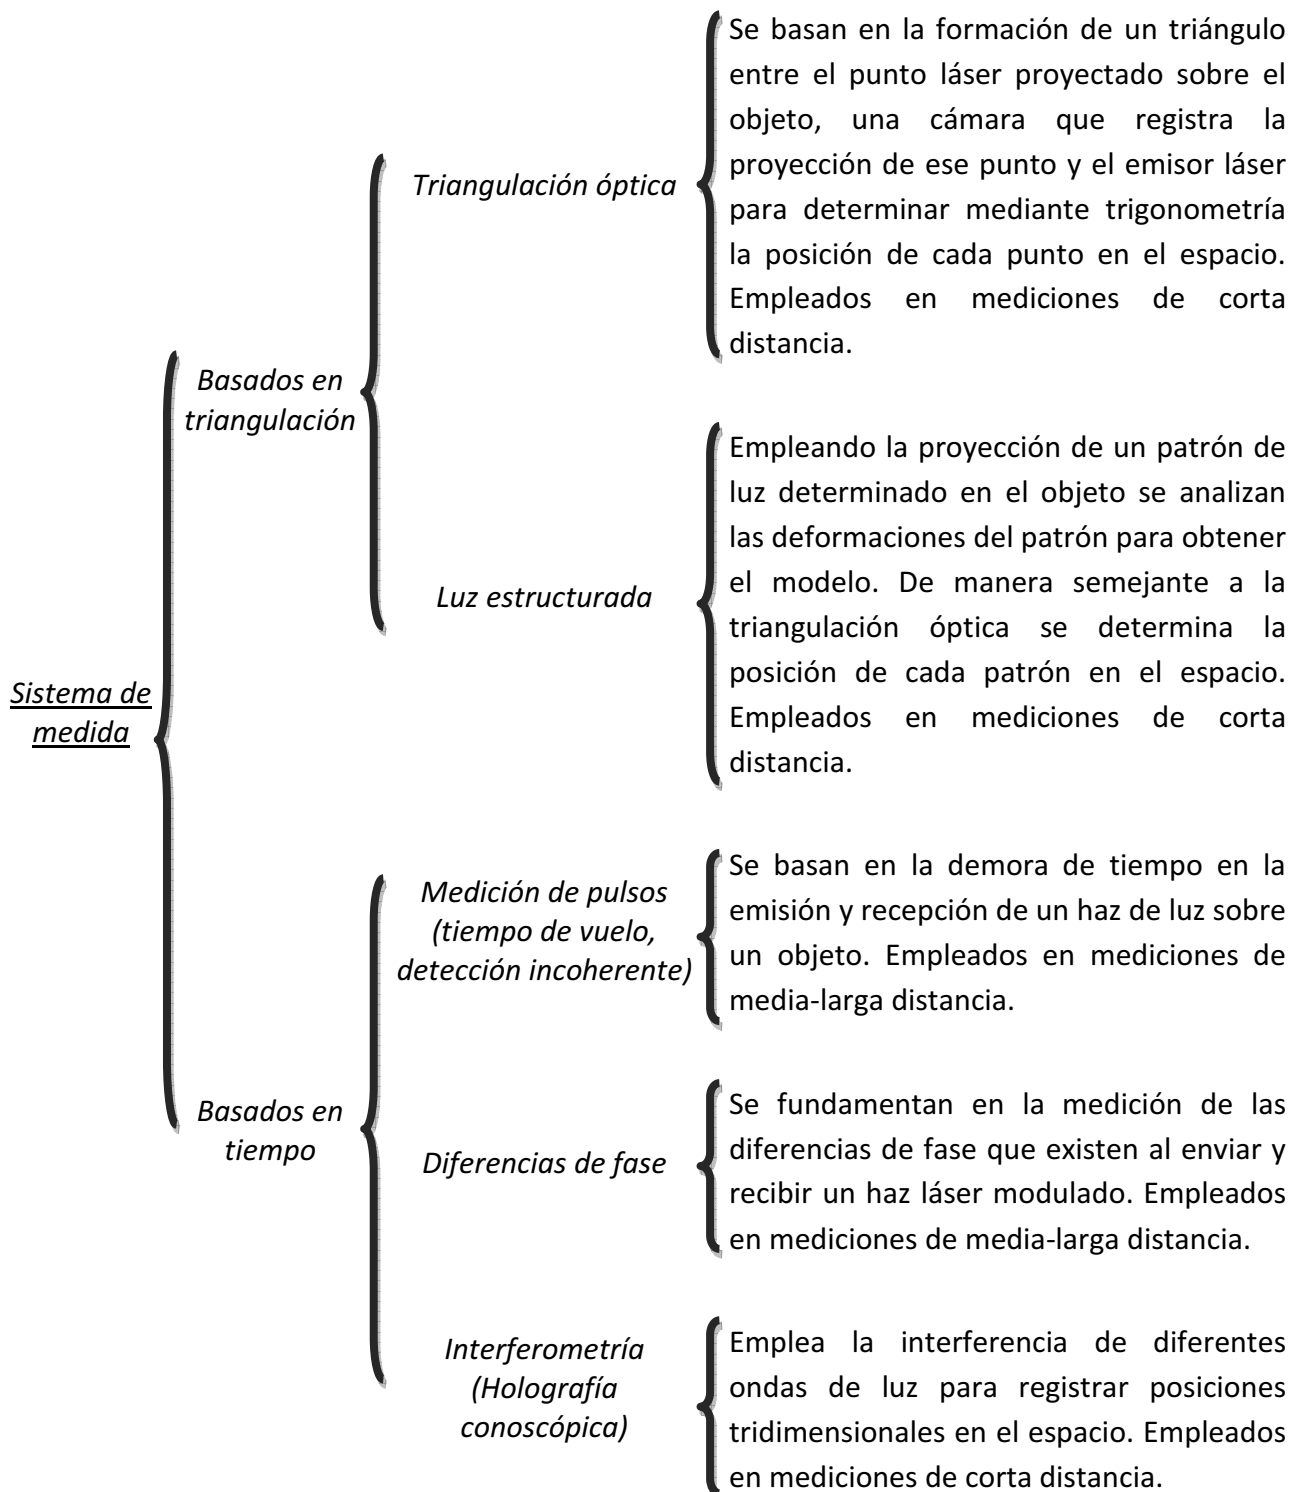 Sistema de
medida
Basados en
triangulación
Triangulación óptica
Se basan en la formación de un triángulo
entre el punto láser proyectado sobre el
objeto, una cámara que registra la
proyección de ese punto y el emisor láser
para determinar mediante trigonometría
la posición de cada punto en el espacio.
Empleados en mediciones de corta
distancia.
Luz estructurada
Empleando la proyección de un patrón de
luz determinado en el objeto se analizan
las deformaciones del patrón para obtener
el modelo. De manera semejante a la
triangulación óptica se determina la
posición de cada patrón en el espacio.
Empleados en mediciones de corta
distancia.
Basados en
tiempo
Medición de pulsos
(tiempo de vuelo,
detección incoherente)
Se basan en la demora de tiempo en la
emisión y recepción de un haz de luz sobre
un objeto. Empleados en mediciones de
media-larga distancia.
Diferencias de fase
Se fundamentan en la medición de las
diferencias de fase que existen al enviar y
recibir un haz láser modulado. Empleados
en mediciones de media-larga distancia.
Interferometría
(Holografía
conoscópica)
Emplea la interferencia de diferentes
ondas de luz para registrar posiciones
tridimensionales en el espacio. Empleados
en mediciones de corta distancia.